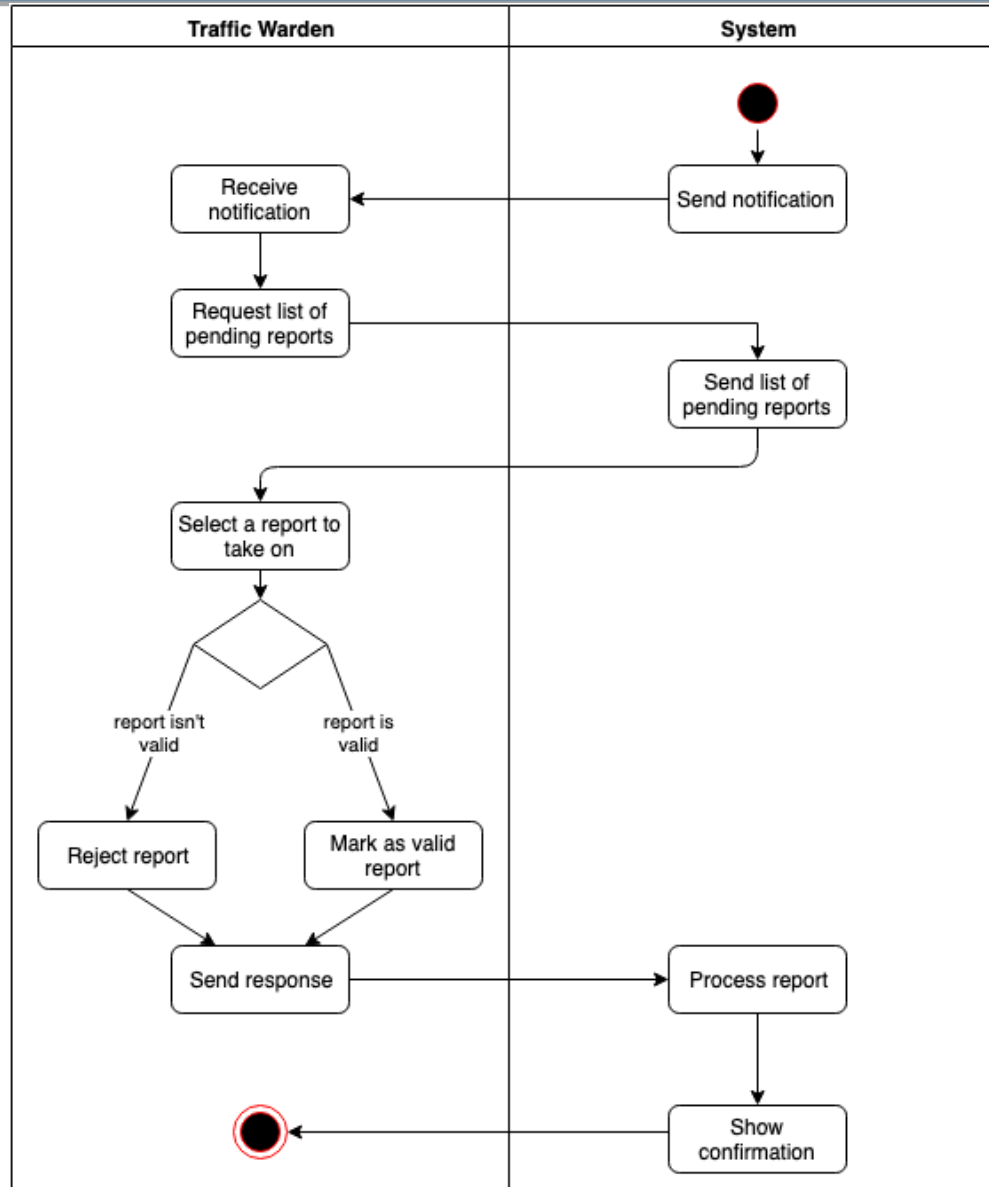 Traffic Warden
System
Receive
notification
Send notification
Request list of
pending reports
Send list of
pending reports
Select a report to
take on
report isn't
valid
report is
valid
Reject report
Mark as valid
report
Send response
Process report
Show
confirmation